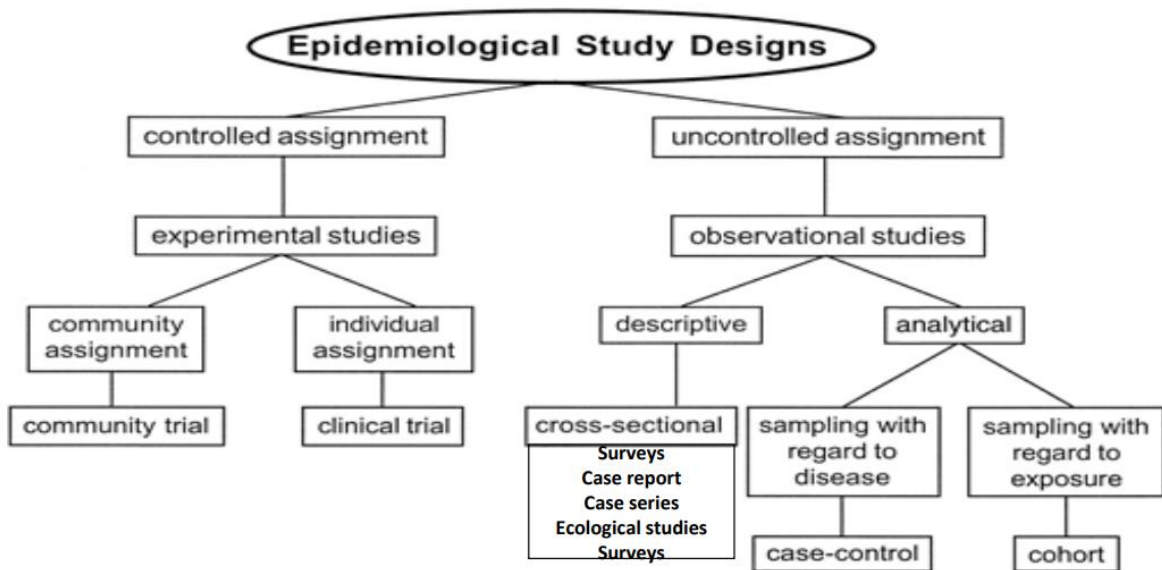 Epidemiological Study Designs
controlled assignment
uncontrolled assignment
experimental studies
observational studies
community
assignment
individual
assignment
descriptive
analytical
community trial
clinical trial
cross-sectional
Surveys
Case report
Case series
Ecological studies
Surveys
sampling with
regard to
disease
sampling with
regard to
exposure
case-control
cohort